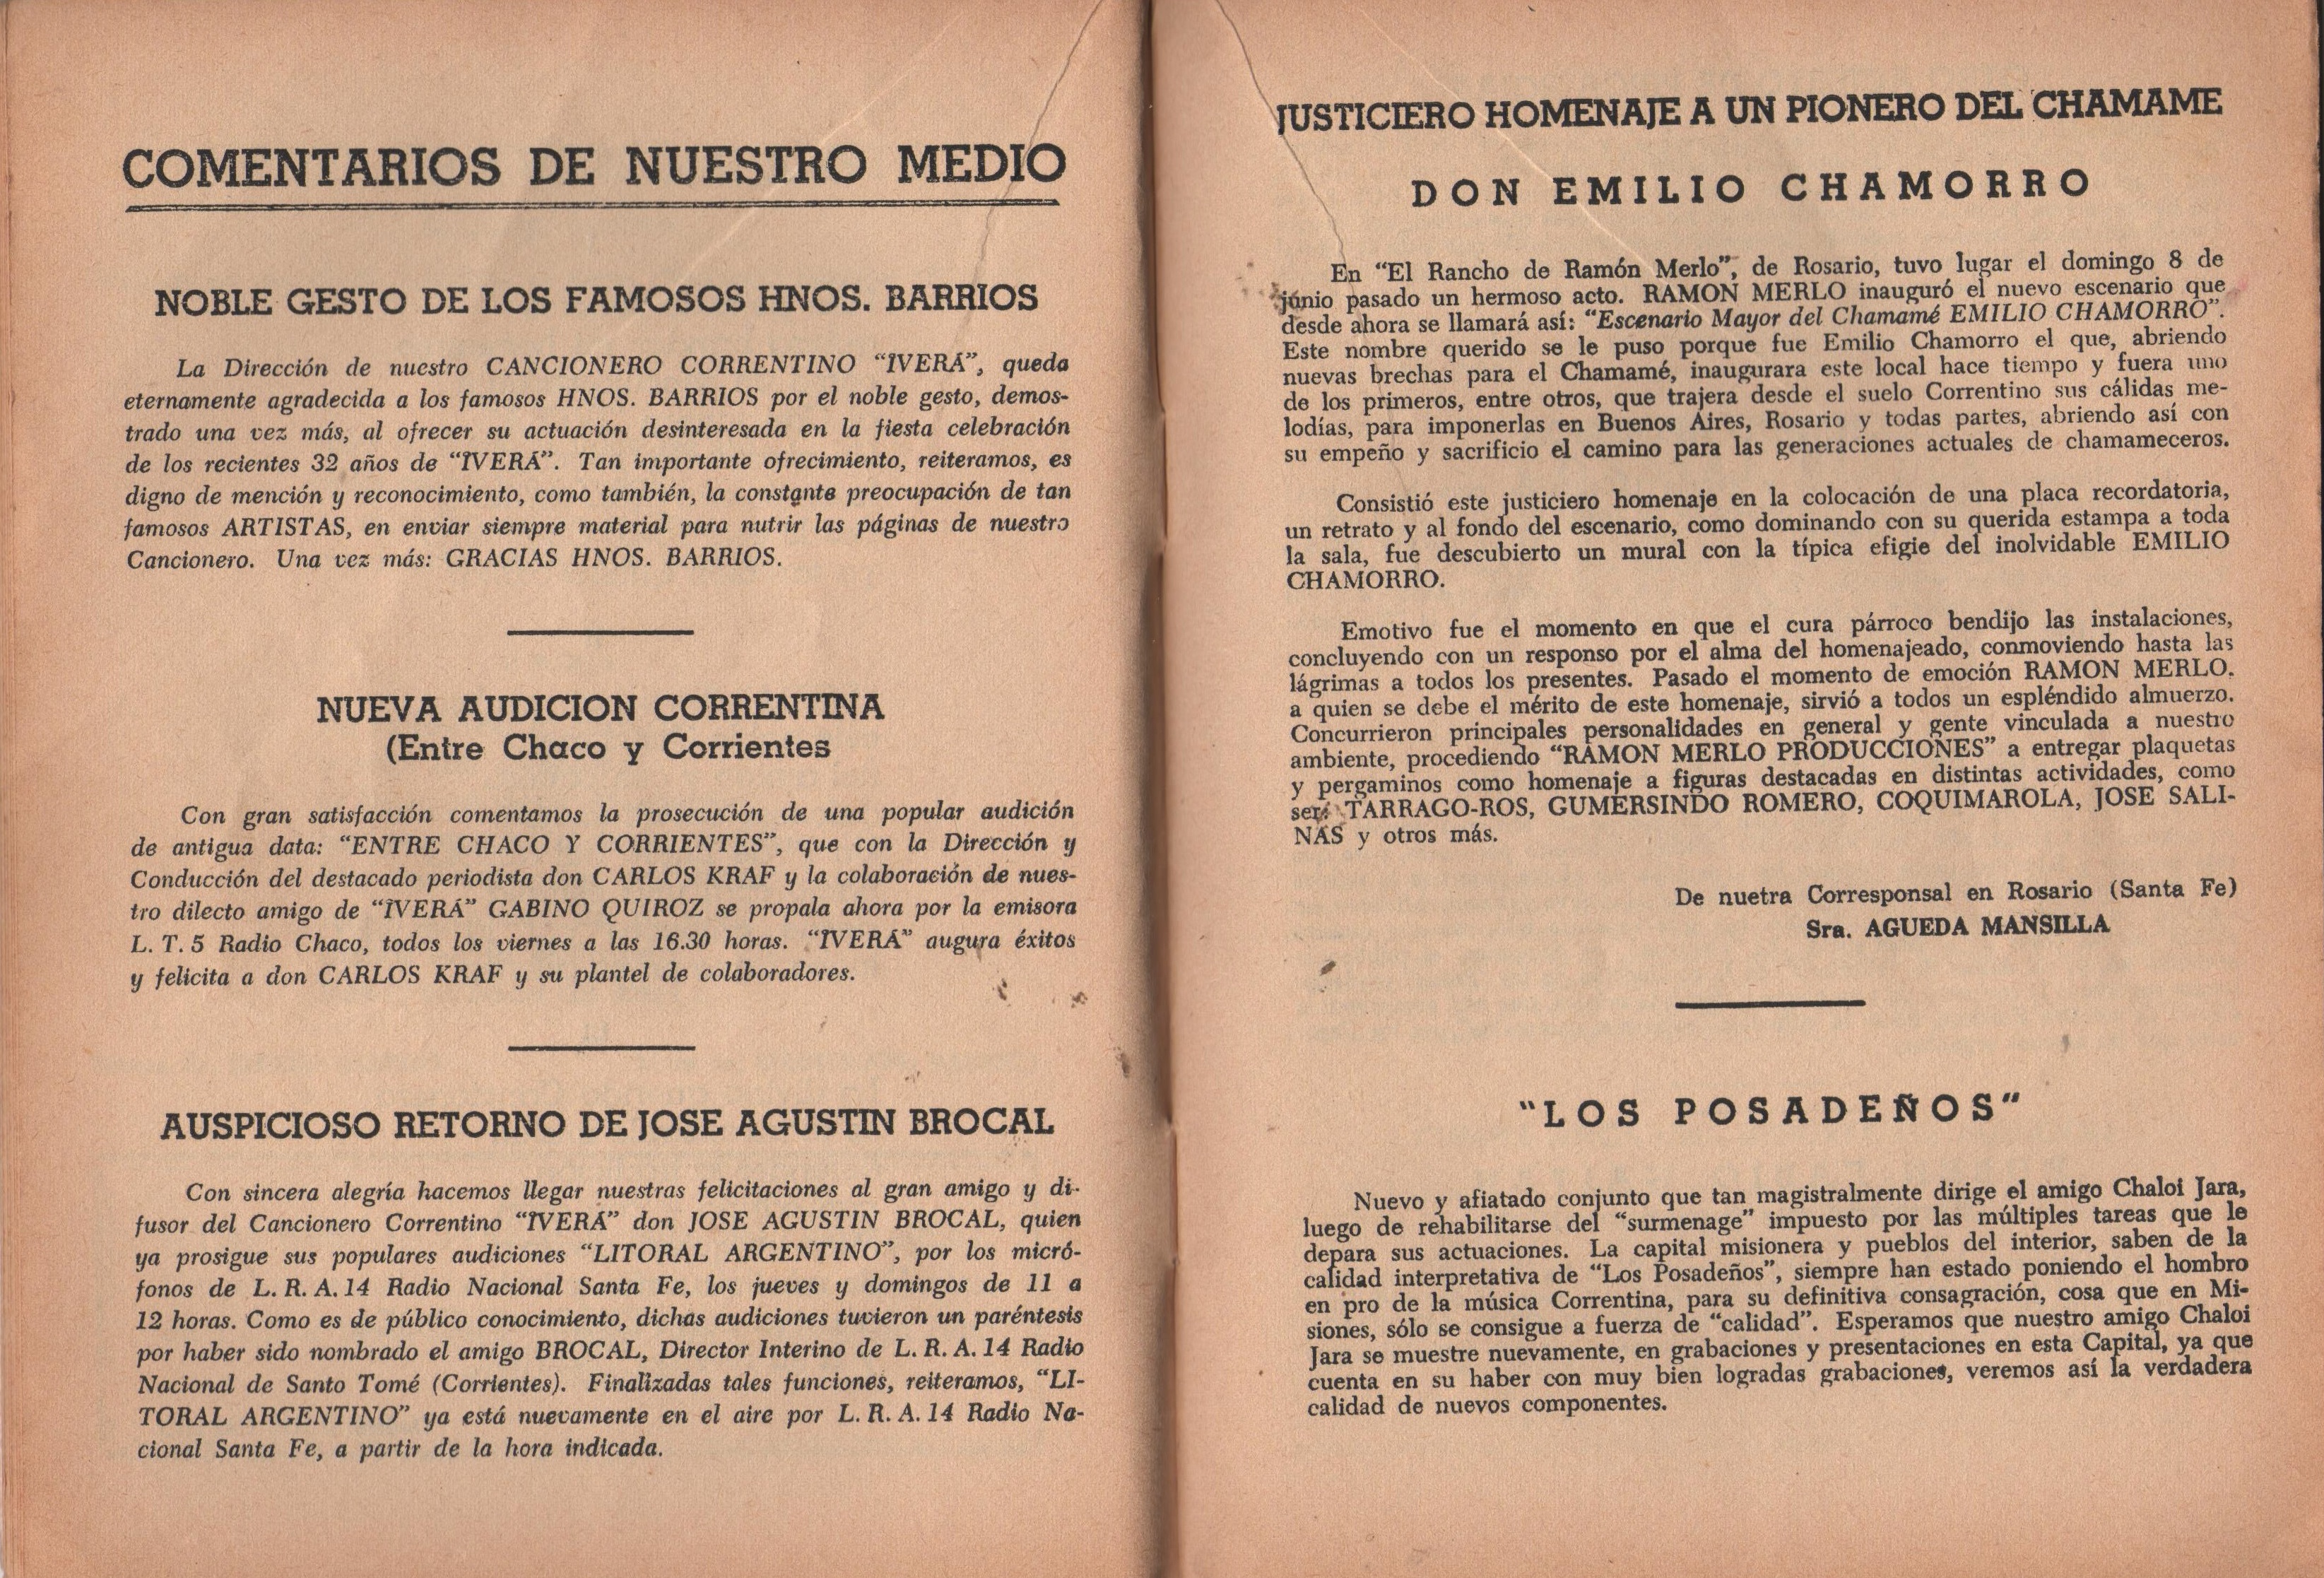 COMENTARIOS DE NUESTRO MEDIO
NOBLE GESTO DE LOS FAMOSOS HNOS. BARRIOS
La Dirección de nuestro CANCIONERO CORRENTINO "ÎVERÁ", queda
eternamente agradecida a los famosos HNOS. BARRIOS por el noble gesto, demos-
trado una vez más, al ofrecer su actuación desinteresada en la fiesta celebración
de los recientes 32 años de "ÎVERÁ". Tan importante ofrecimiento, reiteramos, es
digno de mención y reconocimiento, como también, la constante preocupación de tan
famosos ARTISTAS, en enviar siempre material para nutrir las páginas de nuestro
Cancionero. Una vez más: GRACIAS HNOS. BARRIOS.
NUEVA AUDICION CORRENTINA
(Entre Chaco y Corrientes
Con gran satisfacción comentamos la prosecución de una popular audición
de antigua data: "ENTRE CHACO Y CORRIENTES", que con la Dirección y
Conducción del destacado periodista don CARLOS KRAF y la colaboración de nues-
tro dilecto amigo de "ÎVERÁ" GABINO QUIROZ se propala ahora por la emisora
L. T. 5 Radio Chaco, todos los viernes a las 16.30 horas. "ÎVERÁ" augura éxitos
y felicita a don CARLOS KRAF y su plantel de colaboradores.
AUSPICIOSO RETORNO DE JOSE AGUSTIN BROCAL
Con sincera alegría hacemos llegar nuestras felicitaciones al gran amigo y di-
fusor del Cancionero Correntino "ÎVERÁ" don JOSE AGUSTIN BROCAL, quien
ya prosigue sus populares audiciones "LITORAL ARGENTINO", por los micró-
fonos de L. R. A. 14 Radio Nacional Santa Fe, los jueves y domingos de 11 a
12 horas. Como es de público conocimiento, dichas audiciones tuvieron un paréntesis
por haber sido nombrado el amigo BROCAL, Director Interino de L. R. A. 14 Radio
Nacional de Santo Tomé (Corrientes). Finalizadas tales funciones, reiteramos, "LI-
TORAL ARGENTINO" ya está nuevamente en el aire por L. R. A. 14 Radio Na-
cional Santa Fe, a partir de la hora indicada.
JUSTICIERO HOMENAJE A UN PIONERO DEL CHAMAME
DON EMILIO CHAMORRO
En "El Rancho de Ramón Merlo", de Rosario, tuvo lugar el domingo 8 de
junio pasado un hermoso acto. RAMON MERLO inauguró el nuevo escenario que
desde ahora se llamará así: "Escenario Mayor del Chamamé EMILIO CHAMORRO".
Este nombre querido se le puso porque fue Emilio Chamorro el que, abriendo
nuevas brechas para el Chamamé, inaugurara este local hace tiempo y fuera uno
de los primeros, entre otros, que trajera desde el suelo Correntino sus cálidas me-
lodías, para imponerlas en Buenos Aires, Rosario y todas partes, abriendo así con
su empeño y sacrificio el camino para las generaciones actuales de chamameceros.
Consistió este justiciero homenaje en la colocación de una placa recordatoria,
un retrato y al fondo del escenario, como dominando con su querida estampa a toda
la sala, fue descubierto un mural con la típica efigie del inolvidable EMILIO
CHAMORRO.
Emotivo fue el momento en que el cura párroco bendijo las instalaciones,
concluyendo con un responso por el alma del homenajeado, conmoviendo hasta las
lágrimas a todos los presentes. Pasado el momento de emoción RAMON MERLO.
a quien se debe el mérito de este homenaje, sirvió a todos un espléndido almuerzo.
Concurrieron principales personalidades en general y gente vinculada a nuestro
ambiente, procediendo "RAMON MERLO PRODUCCIONES" a entregar plaquetas
y pergaminos como homenaje a figuras destacadas en distintas actividades, como
ser: TARRAGO-ROS, GUMERSINDO ROMERO, COQUIMAROLA, JOSE SALI-
NAS y otros más.
De nuetra Corresponsal en Rosario (Santa Fe)
Sra. AGUEDA MANSILLA
"LOS POSADEÑOS"
Nuevo y afiatado conjunto que tan magistralmente dirige el amigo Chaloi Jara,
luego de rehabilitarse del "surmenage" impuesto por las múltiples tareas que le
depara sus actuaciones. La capital misionera y pueblos del interior, saben de la
calidad interpretativa de "Los Posadeños", siempre han estado poniendo el hombro
en pro de la música Correntina, para su definitiva consagración, cosa que en Mi-
siones, sólo se consigue a fuerza de "calidad". Esperamos que nuestro amigo Chaloi
Jara se muestre nuevamente, en grabaciones y presentaciones en esta Capital, ya que
cuenta en su haber con muy bien logradas grabaciones, veremos así la verdadera
calidad de nuevos componentes.